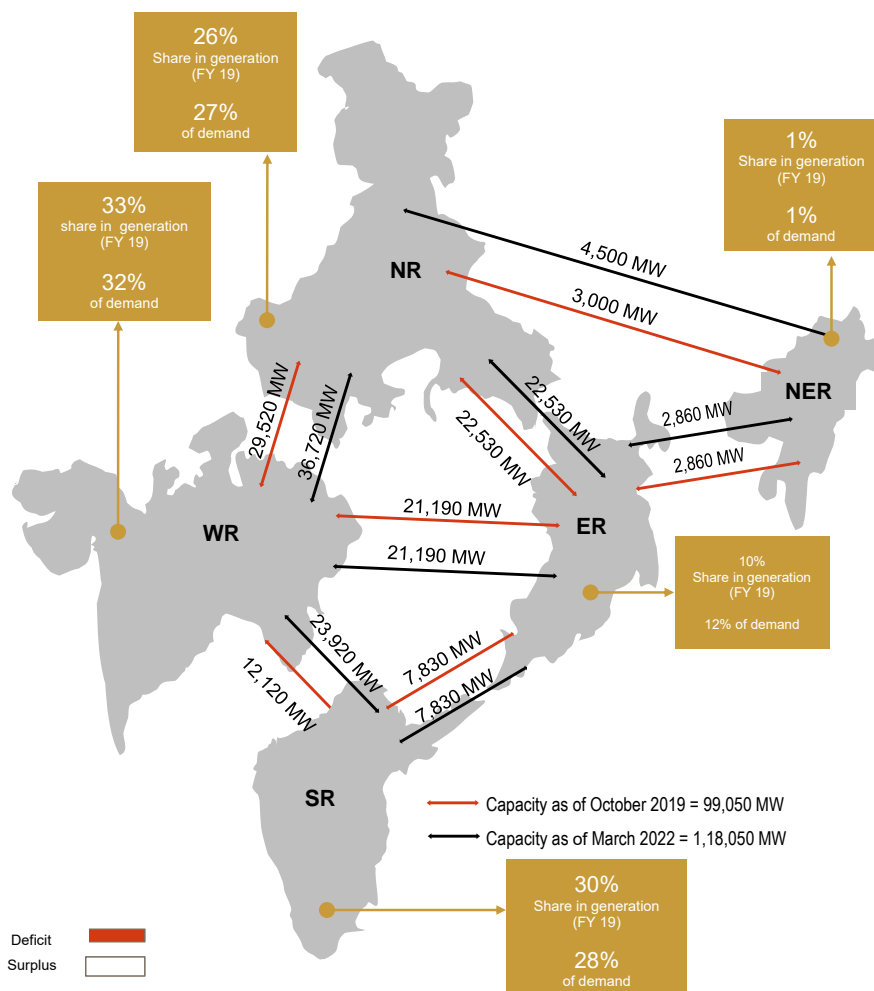 26%
Share in generation
(FY 19)
27%
of demand
1%
Share in generation
(FY 19)
1%
of demand
33%
share in generation
(FY 19)
32%
of demand
4,500 MW
NR
3,000 MW
NER
29,520 MW
36,720 MW
22,530 MW
22,530 MW
2,860 MW
2,860 MW
21,190 MW
WR
ER
21,190 MW
10%
Share in generation
(FY 19)
12% of demand
23,920 MW
12,120 MW
7,830 MW
7,830 MW
SR
Capacity as of October 2019 = 99,050 MW
Capacity as of March 2022 = 1,18,050 MW
30%
Share in generation
(FY 19)
28%
of demand
Deficit
Surplus